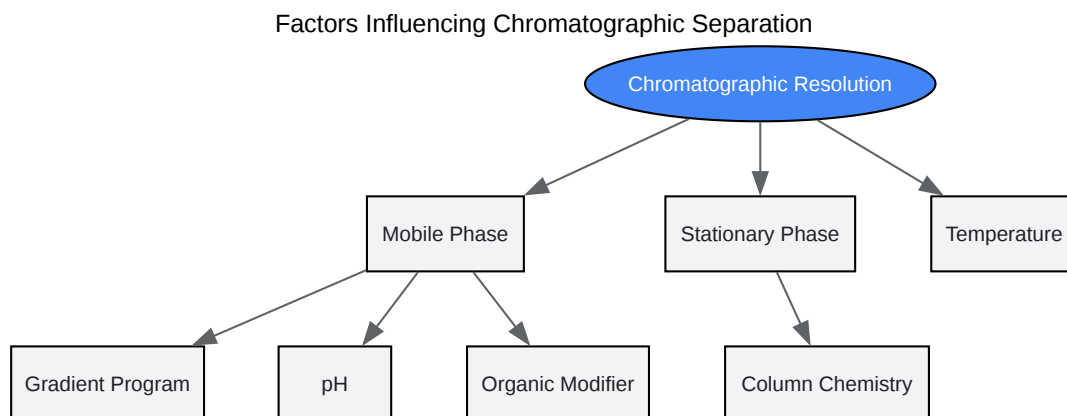 Factors Influencing Chromatographic Separation
Chromatographic Resolution
Mobile Phase
Stationary Phase
Temperature
Gradient Program
pH
Organic Modifier
Column Chemistry